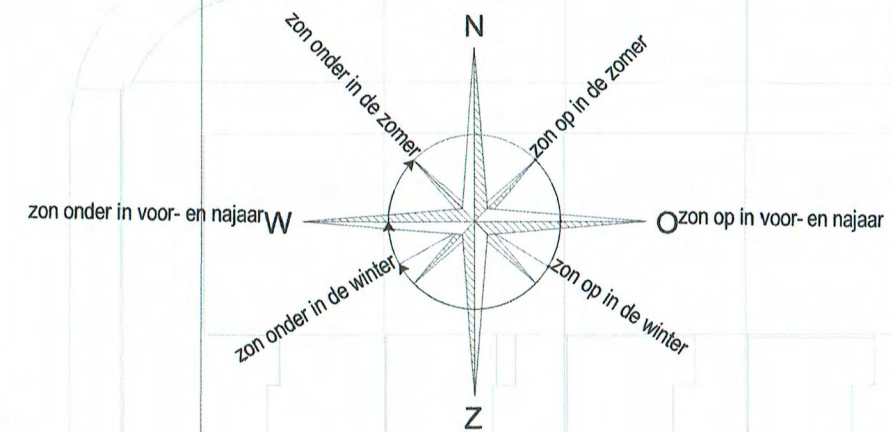 N
zon onder in de zomer
zon op in de zomer
zon onder in voor- en najaar W
O zon op in voor- en najaar
zon onder in de winter
zon op in de winter
Z